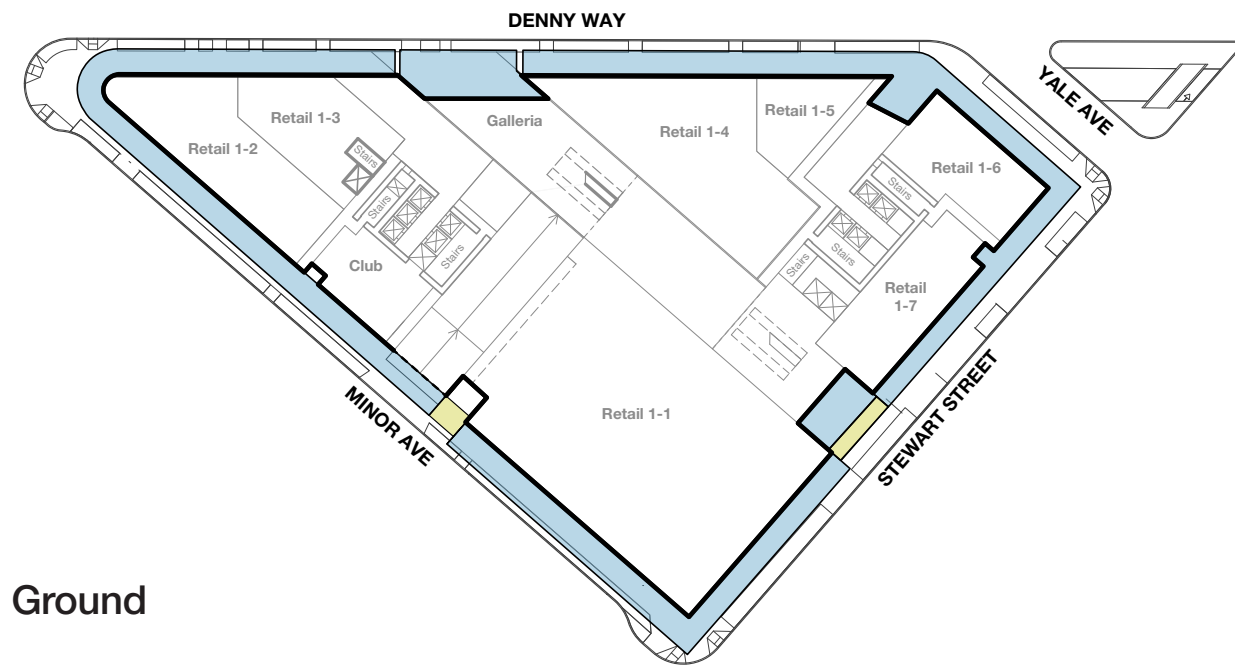 DENNY WAY
YALE AVE
Retail 1-3
Retail 1-2
Galleria
Retail 1-4
Retail 1-5
Retail 1-6
Stairs
Stairs
Stairs
Club
Stairs
Stairs
Stairs
Retail
1-7
MINOR AVE
Retail 1-1
STEWART STREET
Ground